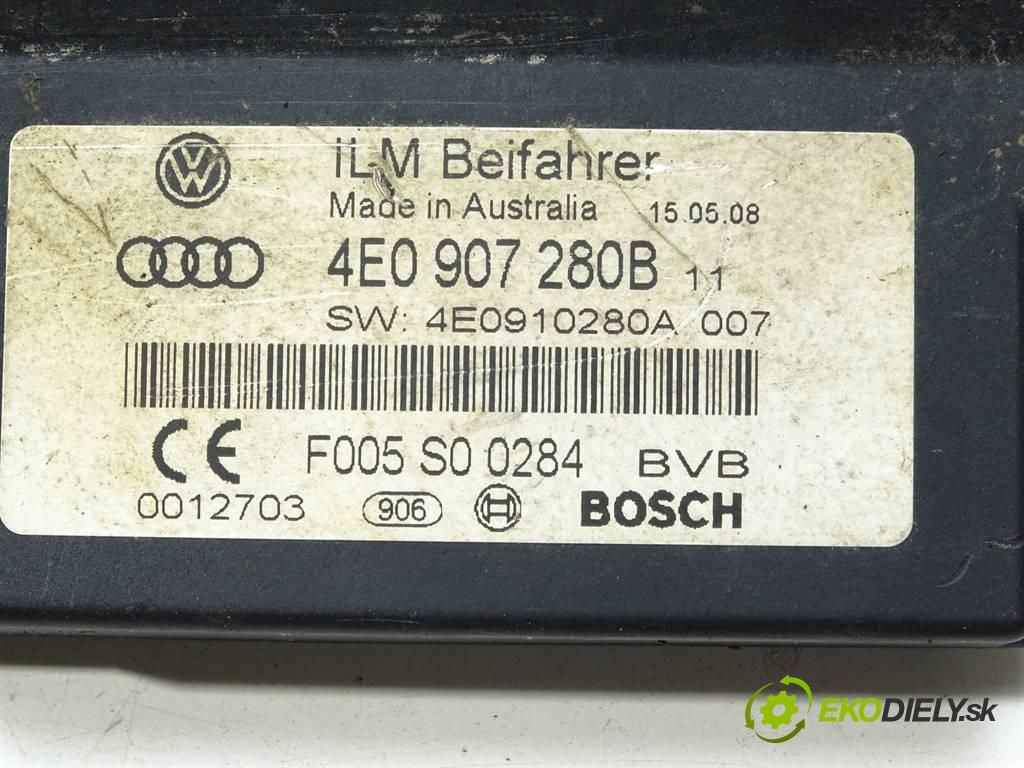 ILM Beifahrer
Made in Australia 15.05.08
4E0 907 280B 11
SW: 4E0910280A 007
CE F005 S0 0284 BVB
0012703 906 BOSCH
EKODIELY.sk